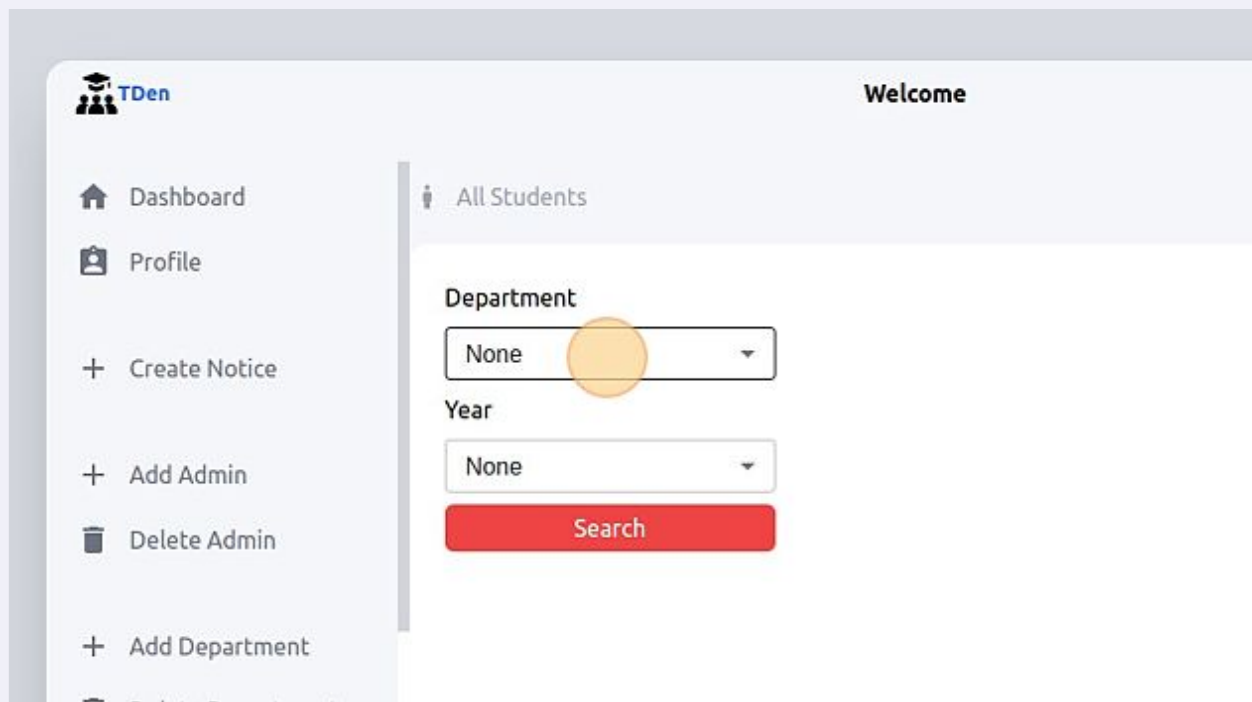 TDen
Welcome
Dashboard
Profile
Create Notice
Add Admin
Delete Admin
Add Department
All Students
Department
None
Year
None
Search